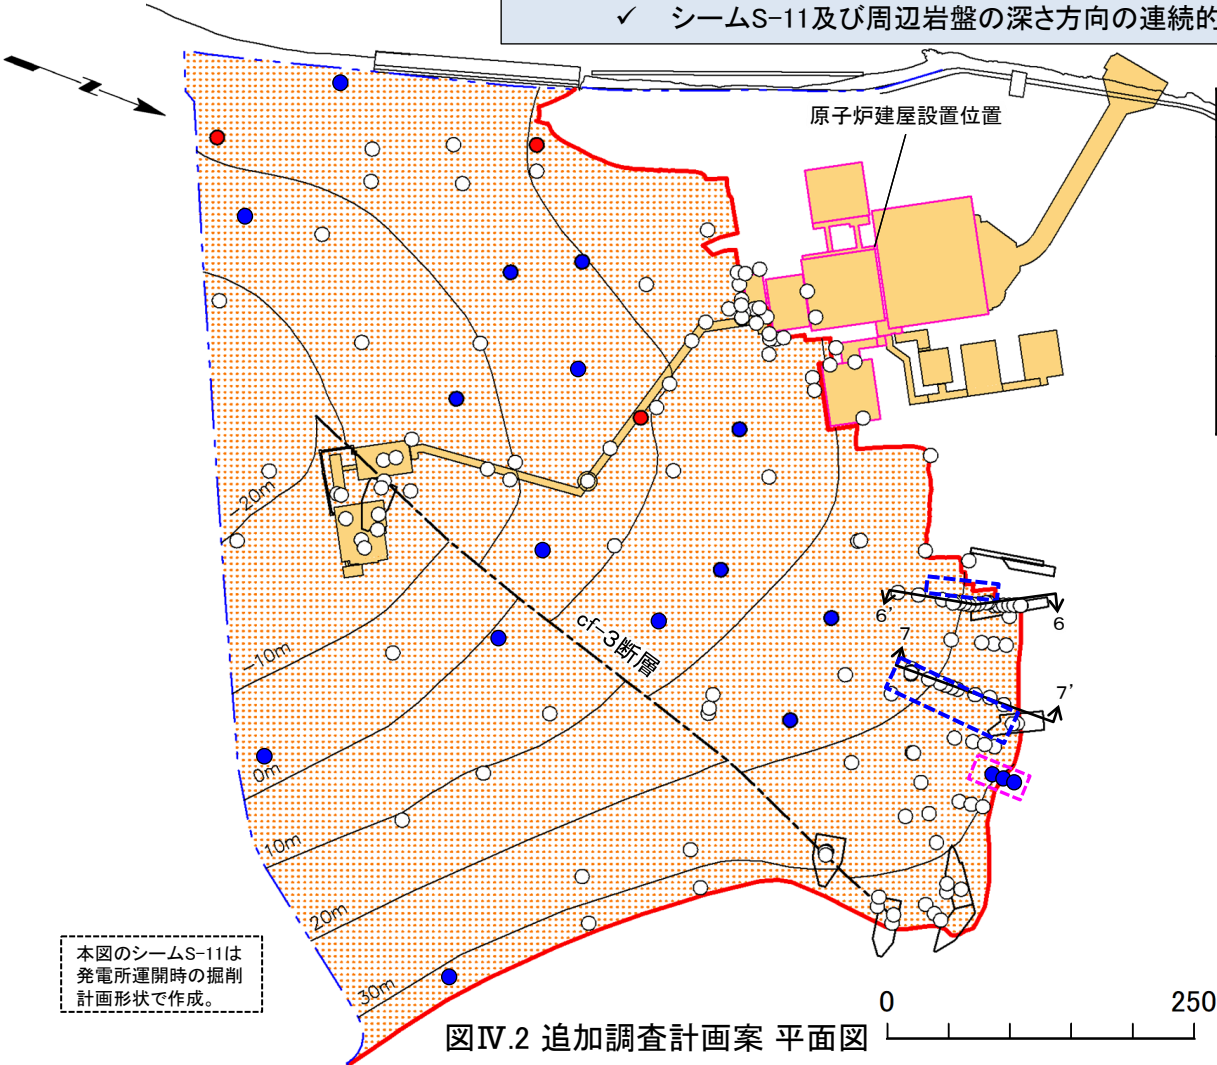 ✓ シームS-11及び周辺岩盤の深さ方向の連続的
原子炉建屋設置位置
-20m
cf-3断層
6'
6
7
7'
-10m
0m
10m
20m
30m
本図のシームS-11は
発電所運開時の掘削
計画形状で作成。
0
250
図Ⅳ.2 追加調査計画案 平面図